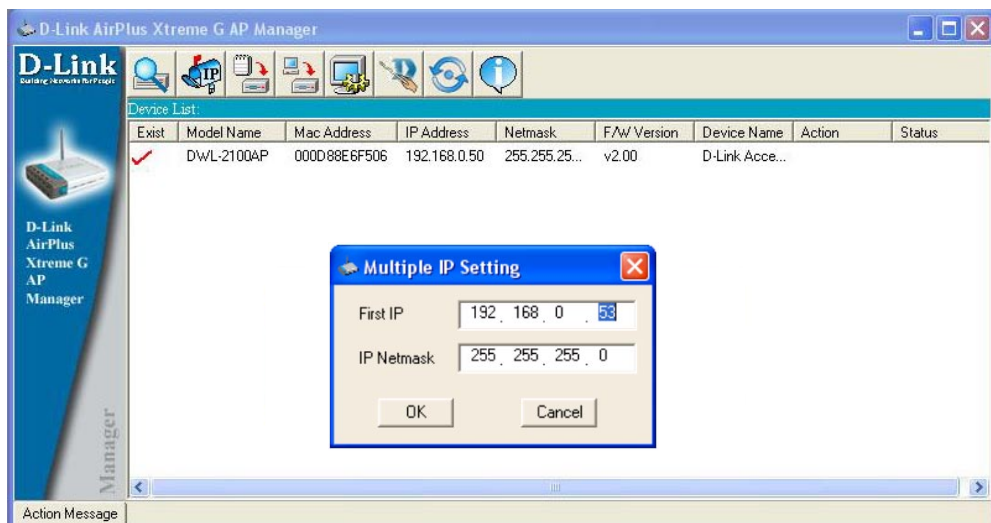 D-Link AirPlus Xtreme G AP Manager
D-Link
Building Networks for People
IP
Device List:
Exist Model Name Mac Address IP Address Netmask F/W Version Device Name Action Status
DWL-2100AP 000D88E6F506 192.168.0.50 255.255.25... v2.00 D-Link Acce...
D-Link
AirPlus
Xtreme G
AP
Manager
Multiple IP Setting
First IP 192 . 168 . 0 . 53
IP Netmask 255 . 255 . 255 . 0
OK Cancel
Manager
Action Message